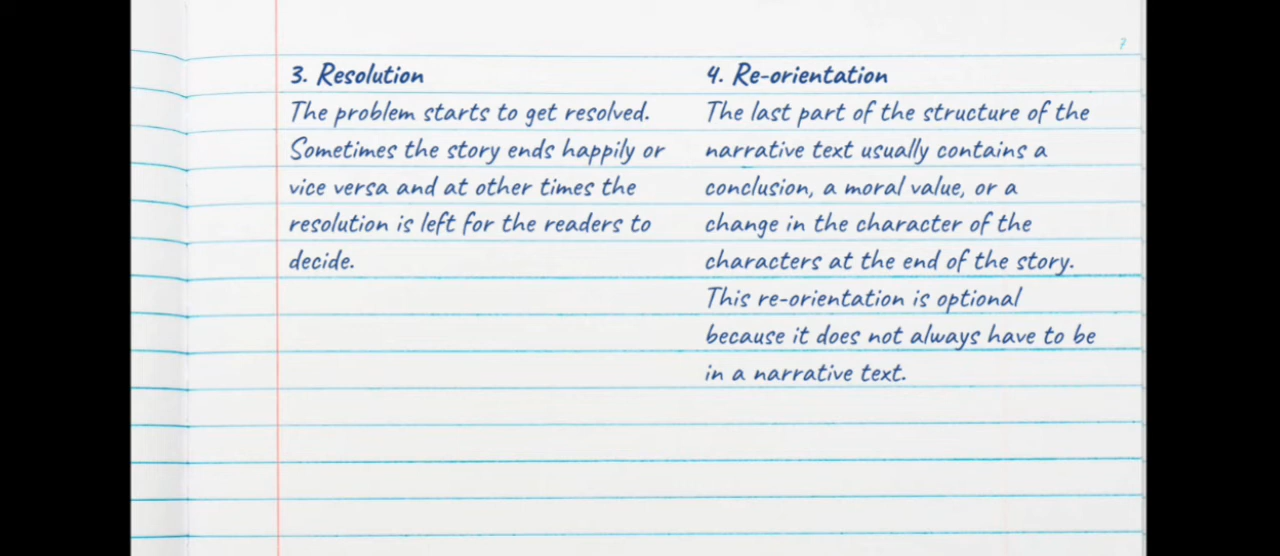 7
3. Resolution
The problem starts to get resolved.
Sometimes the story ends happily or
vice versa and at other times the
resolution is left for the readers to
decide.
4. Re-orientation
The last part of the structure of the
narrative text usually contains a
conclusion, a moral value, or a
change in the character of the
characters at the end of the story.
This re-orientation is optional
because it does not always have to be
in a narrative text.